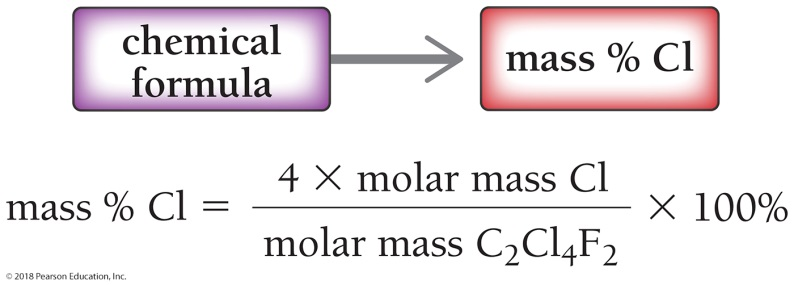 chemical
formula
mass % Cl
mass % Cl = 4 × molar mass Cl / molar mass C₂Cl₄F₂ × 100%
© 2018 Pearson Education, Inc.